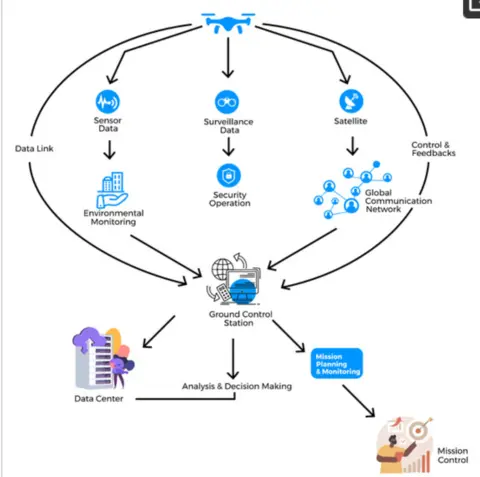 Sensor
Data
Surveillance
Data
Satellite
Data Link
Control &
Feedbacks
Environmental
Monitoring
Security
Operation
Global
Communication
Network
Ground Control
Station
Mission
Planning
& Monitoring
Data Center
Analysis & Decision Making
Mission
Control